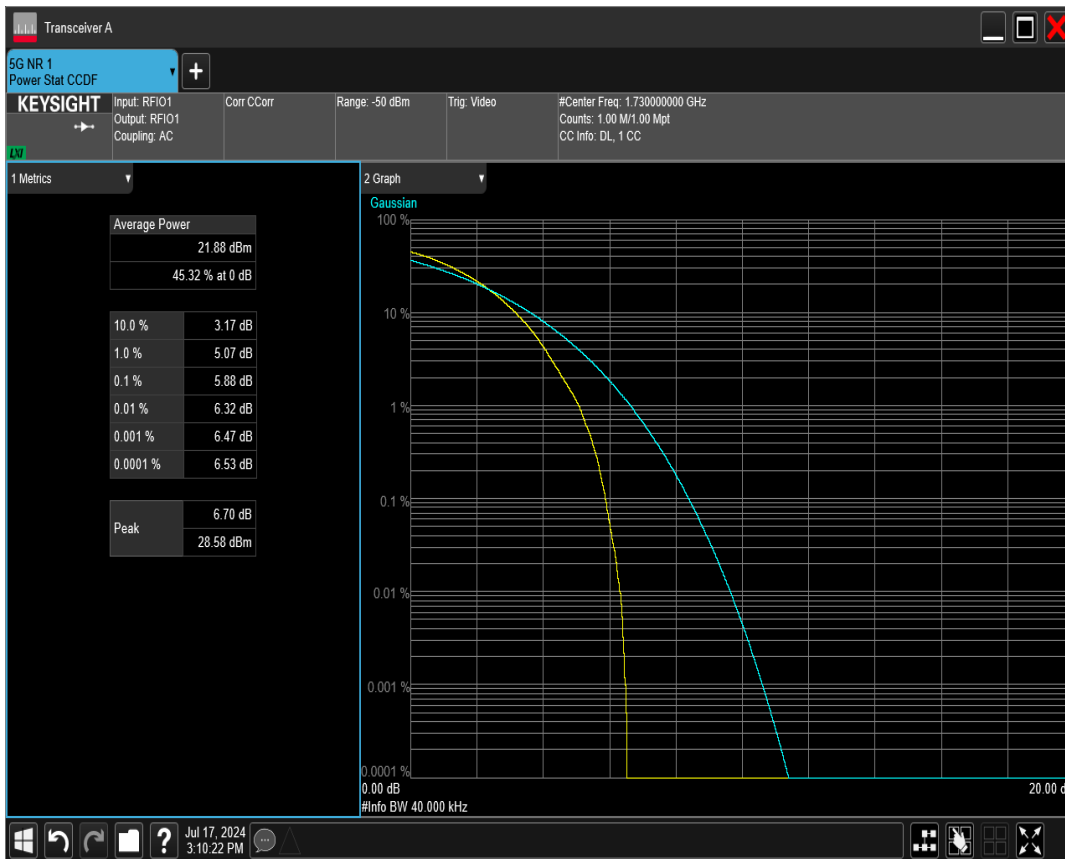 Transceiver A
5G NR 1
Power Stat CCDF
KEYSIGHT
LXI
Input: RFIO1
Output: RFIO1
Coupling: AC
Corr CCorr
Range: -50 dBm
Trig: Video
#Center Freq: 1.730000000 GHz
Counts: 1.00 M/1.00 Mpt
CC Info: DL, 1 CC
1 Metrics
Average Power
21.88 dBm
45.32 % at 0 dB
10.0 % 3.17 dB
1.0 % 5.07 dB
0.1 % 5.88 dB
0.01 % 6.32 dB
0.001 % 6.47 dB
0.0001 % 6.53 dB
Peak
6.70 dB
28.58 dBm
2 Graph
Gaussian
100 %
10 %
1 %
0.1 %
0.01 %
0.001 %
0.0001 %
0.00 dB
20.00 d
#Info BW 40.000 kHz
?
Jul 17, 2024
3:10:22 PM